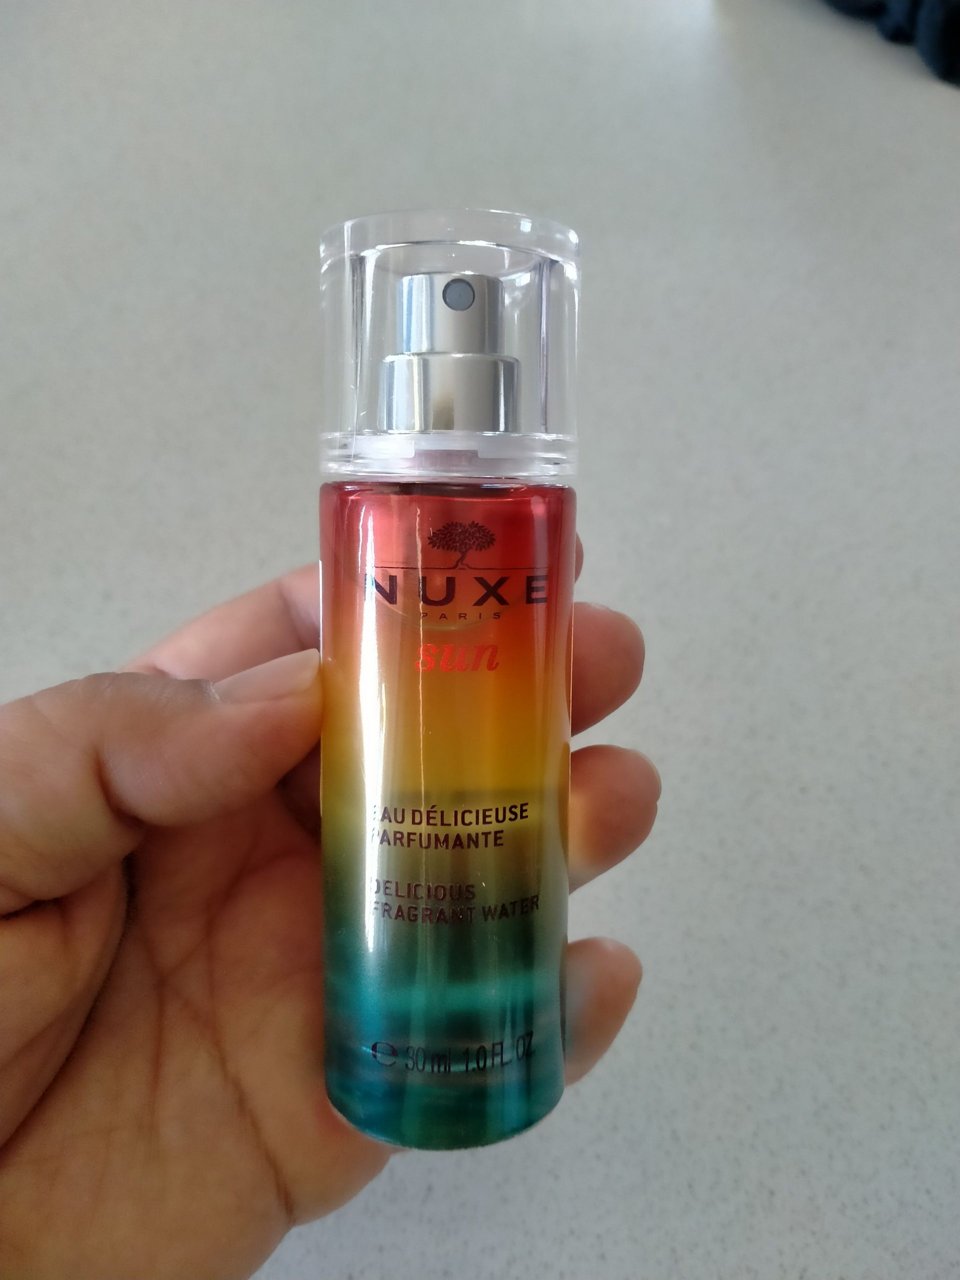 NUXE
PARIS
sun
EAU DÉLICIEUSE
PARFUMANTE
DELICIOUS
FRAGRANT WATER
℮ 30 ml 1.0 FL. OZ.